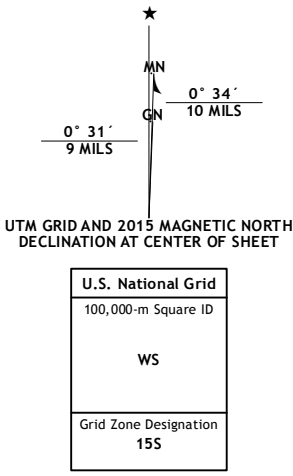 MN
0° 34´
10 MILS
GN
0° 31´
9 MILS
UTM GRID AND 2015 MAGNETIC NORTH
DECLINATION AT CENTER OF SHEET
U.S. National Grid
100,000-m Square ID
WS
Grid Zone Designation
15S